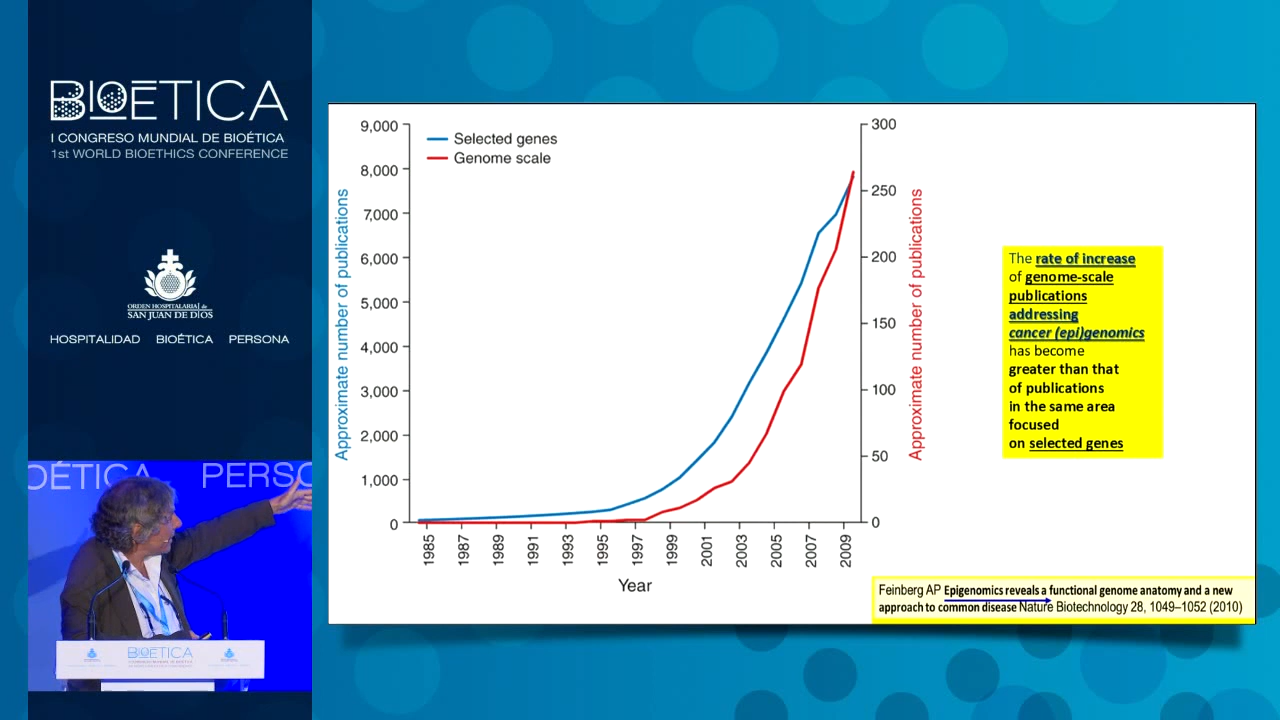 BIOETICA
I CONGRESO MUNDIAL DE BIOÉTICA
1st WORLD BIOETHICS CONFERENCE
ORDEN HOSPITALARIA de
SAN JUAN DE DIOS
HOSPITALIDAD BIOÉTICA PERSONA
OÉTICA PERSO
BIOETICA
9,000
8,000
7,000
6,000
5,000
4,000
3,000
2,000
1,000
0
Approximate number of publications
Selected genes
Genome scale
300
250
200
150
100
50
0
Approximate number of publications
1985 1987 1989 1991 1993 1995 1997 1999 2001 2003 2005 2007 2009
Year
The rate of increase
of genome-scale
publications
addressing
cancer (epi)genomics
has become
greater than that
of publications
in the same area
focused
on selected genes
Feinberg AP Epigenomics reveals a functional genome anatomy and a new
approach to common disease Nature Biotechnology 28, 1049–1052 (2010)